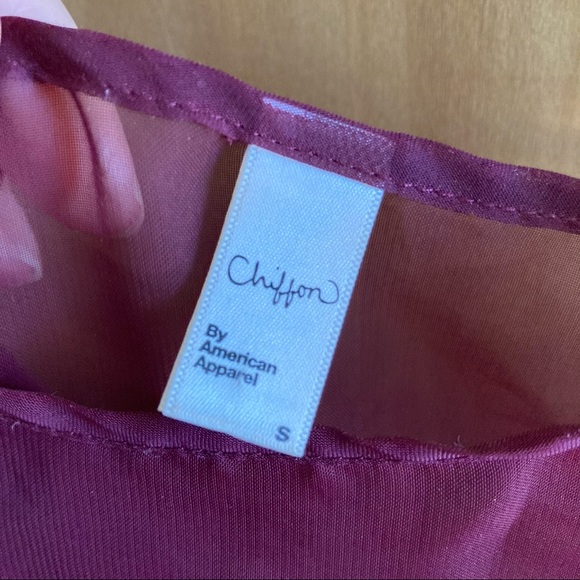 Chiffon
By
American
Apparel
S